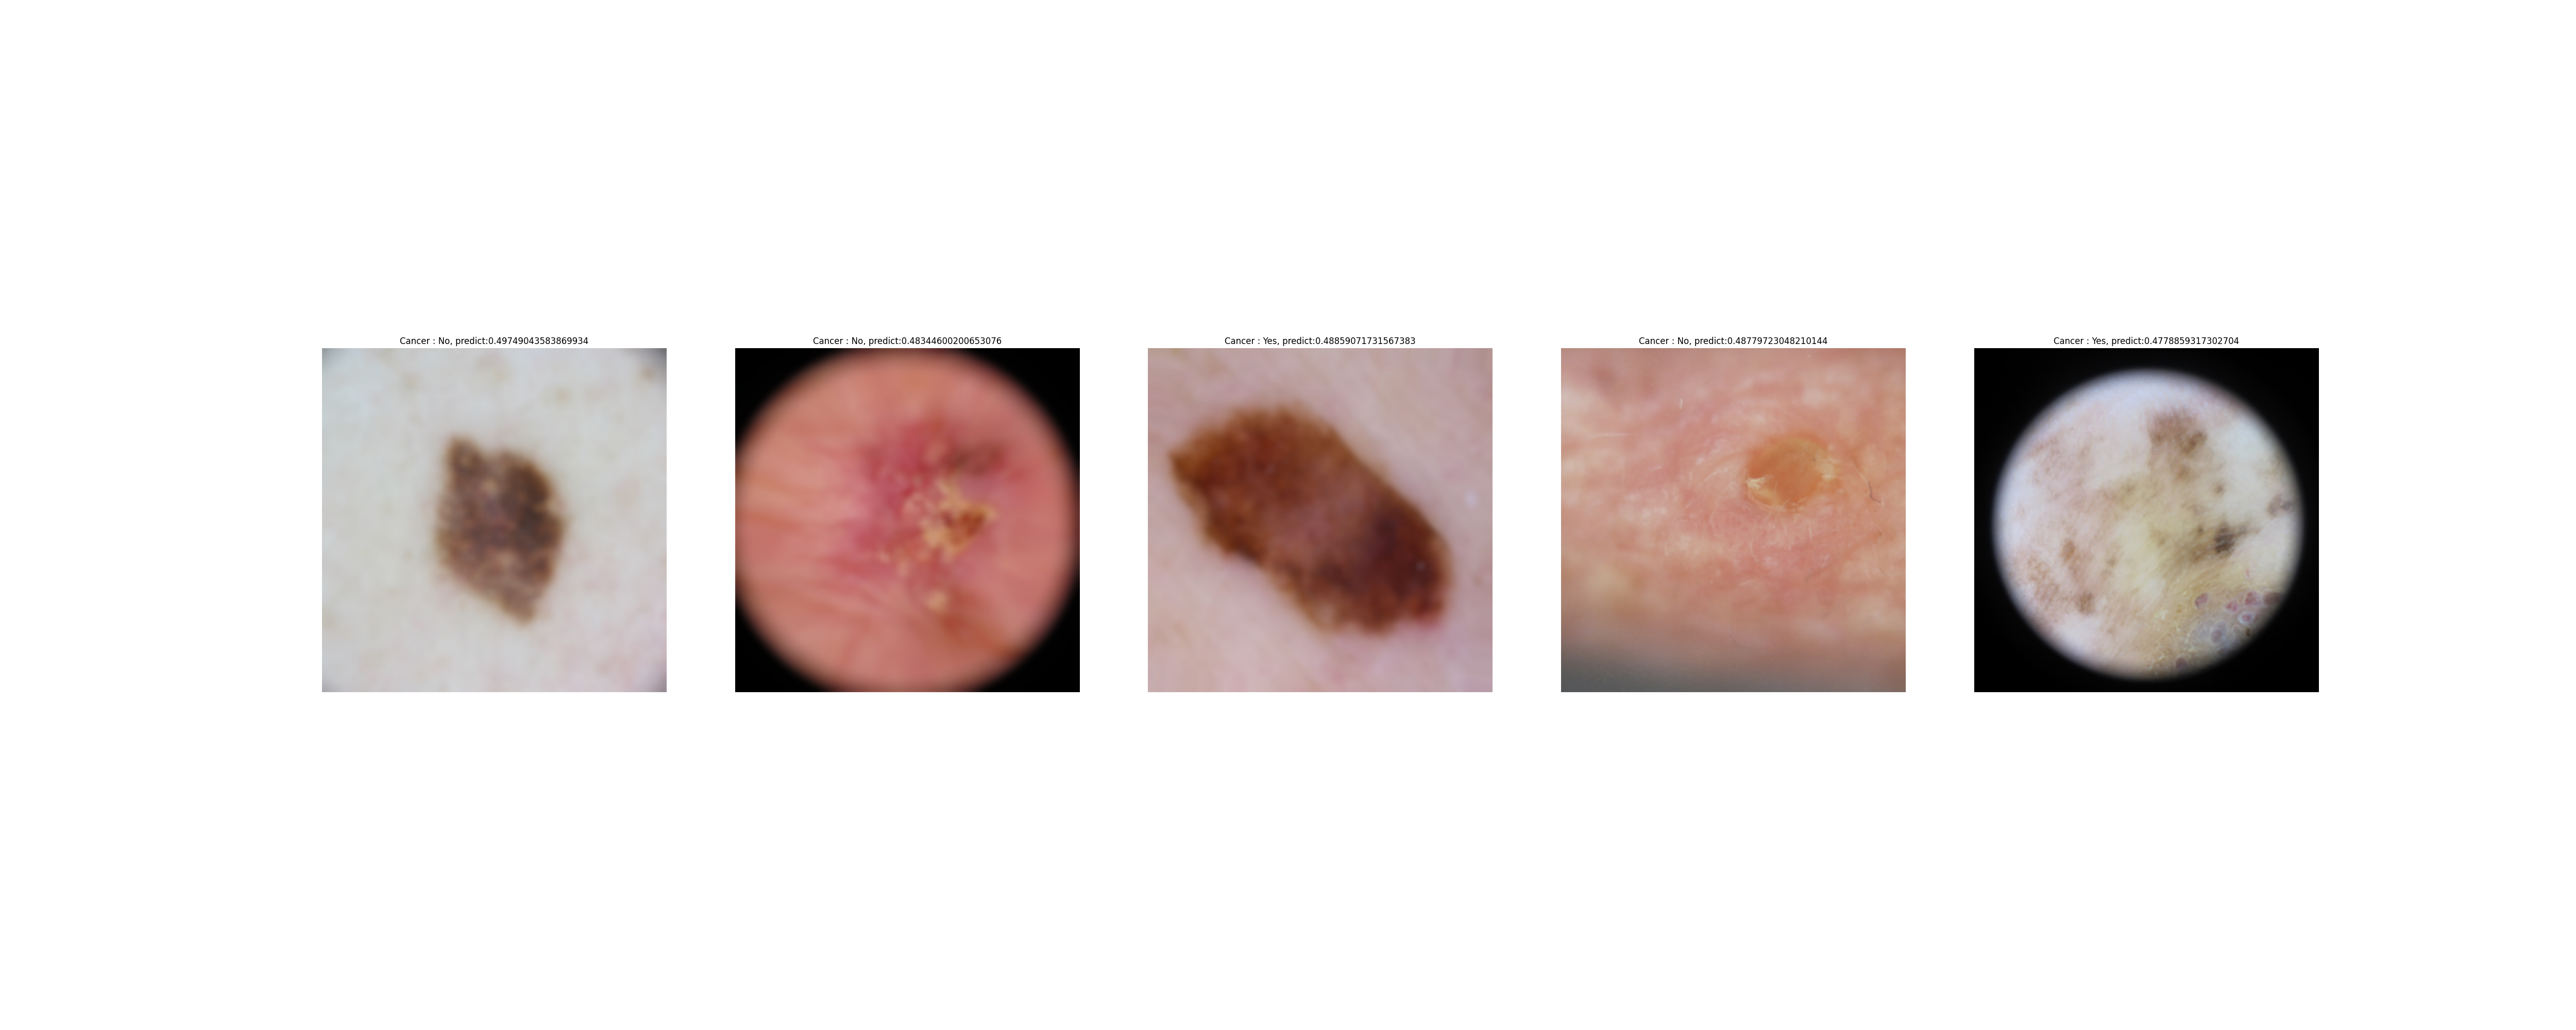 Cancer : No, predict:0.49749043583869934
Cancer : No, predict:0.48344600200653076
Cancer : Yes, predict:0.48859071731567383
Cancer : No, predict:0.48779723048210144
Cancer : Yes, predict:0.4778859317302704